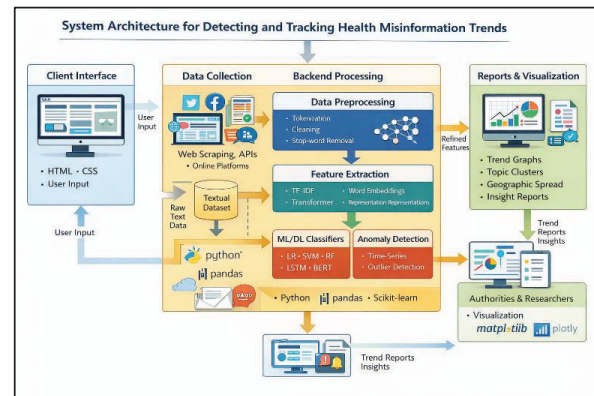 System Architecture for Detecting and Tracking Health Misinformation Trends
Client Interface
• HTML • CSS
• User Input
User
Input
User Input
Raw
Text
Data
Data Collection
Web Scraping, APIs
• Online Platforms
Textual
Dataset
python
pandas
Backend Processing
Data Preprocessing
• Tokenization
• Cleaning
• Stop-word Removal
Feature Extraction
• TF-IDF
• Transformer
• Word Embeddings
• Representation Representations
ML/DL Classifiers
• LR • SVM • RF
• LSTM • BERT
Anomaly Detection
• Time-Series
• Outlier Detection
• Python
pandas
• Scikit-learn
Refined
Features
Reports & Visualization
• Trend Graphs
• Topic Clusters
• Geographic Spread
• Insight Reports
Trend
Reports
Insights
Authorities & Researchers
• Visualization
matpl·tiib
plotly
Trend Reports
Insights